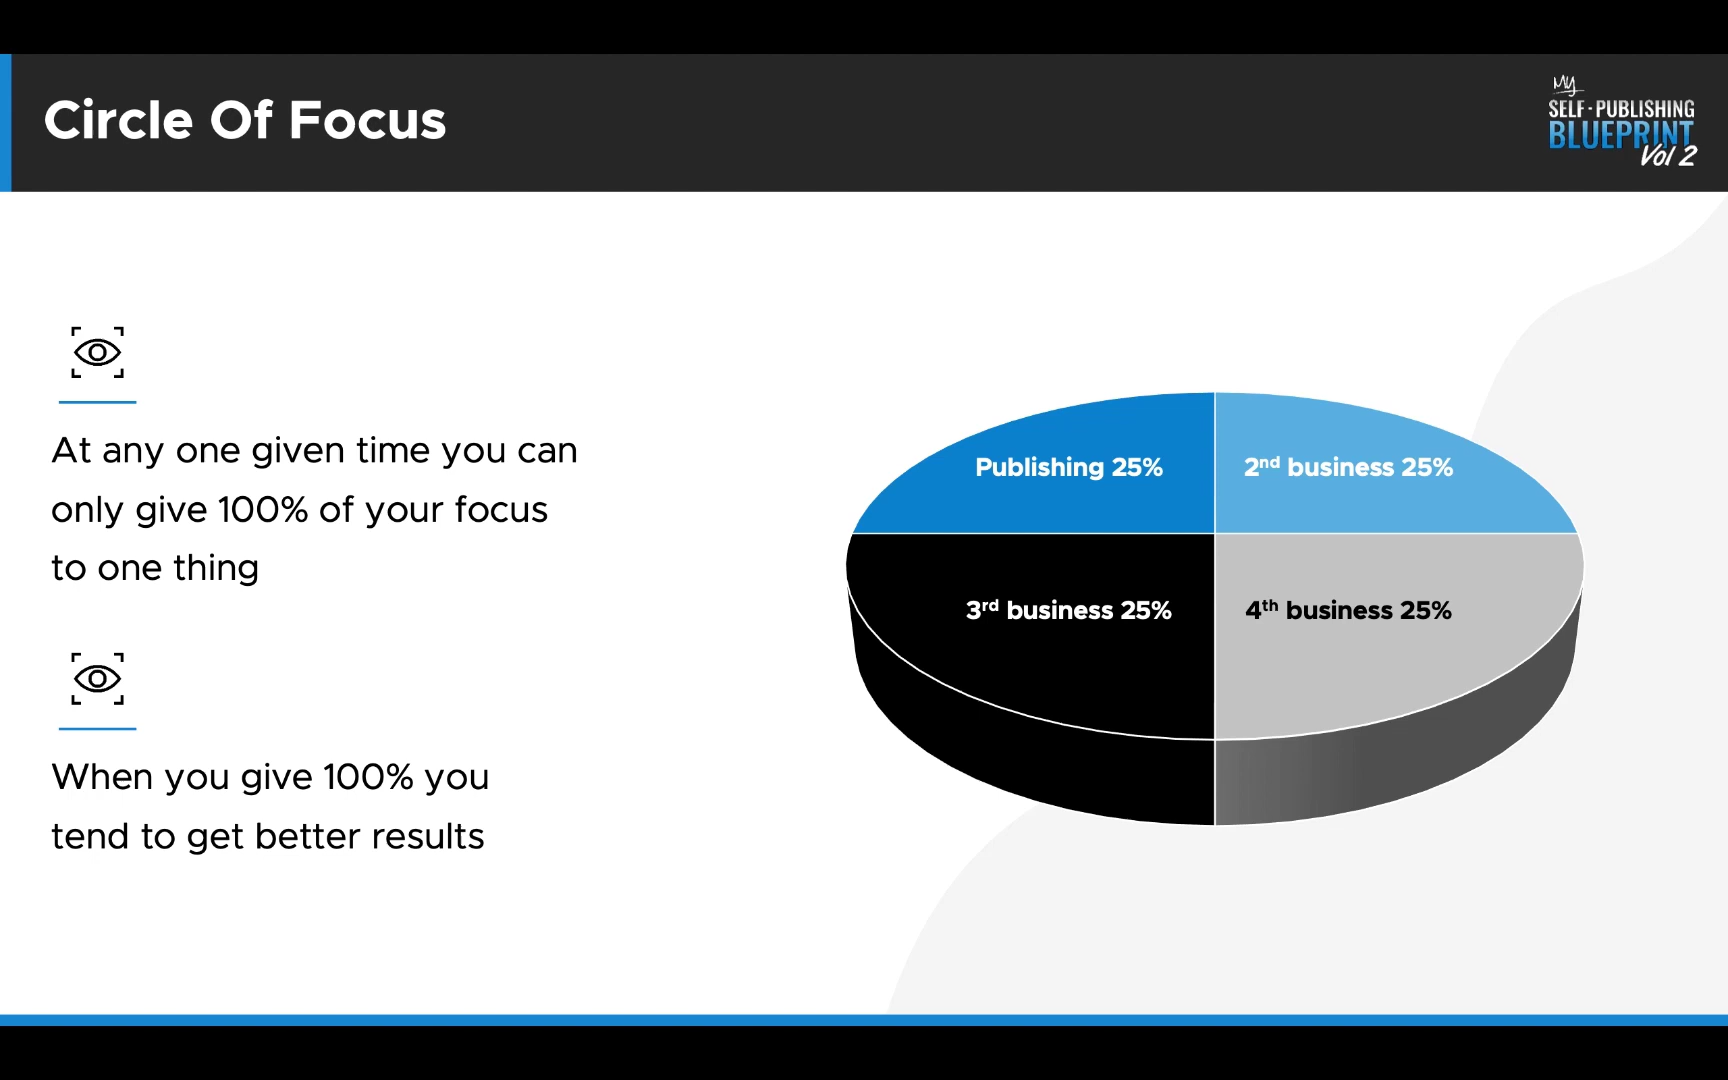 Circle Of Focus
My
SELF-PUBLISHING
BLUEPRINT
Vol 2
At any one given time you can
only give 100% of your focus
to one thing
When you give 100% you
tend to get better results
Publishing 25%
2nd business 25%
3rd business 25%
4th business 25%